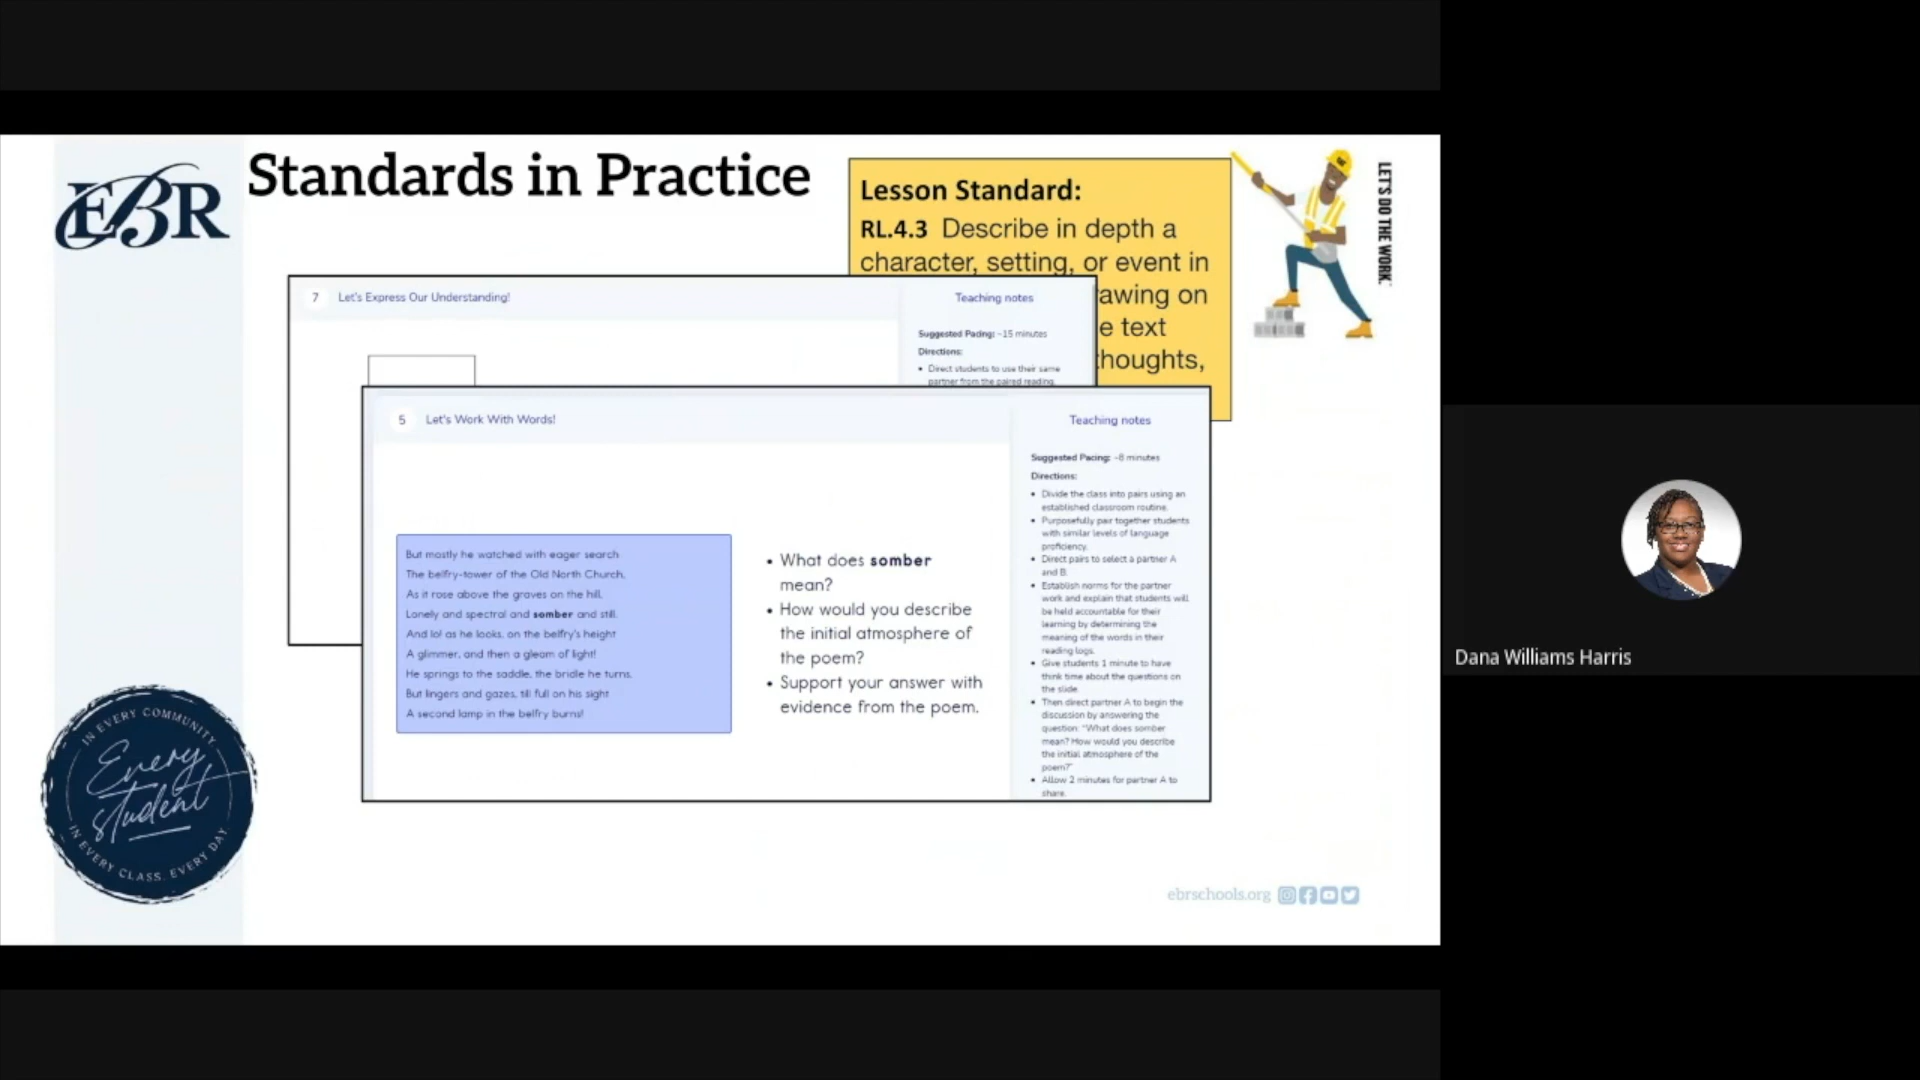 EBR
Standards in Practice
Lesson Standard:
RL.4.3 Describe in depth a
character, setting, or event in
awing on
e text
thoughts,
LET'S DO THE WORK.
7 Let's Express Our Understanding!
Teaching notes
Suggested Pacing: ~15 minutes
Directions:
• Direct students to use their same
partner from the paired reading.
5 Let's Work With Words!
But mostly he watched with eager search
The belfry-tower of the Old North Church,
As it rose above the graves on the hill,
Lonely and spectral and somber and still.
And lo! as he looks, on the belfry's height
A glimmer, and then a gleam of light!
He springs to the saddle, the bridle he turns,
But lingers and gazes, till full on his sight
A second lamp in the belfry burns!
• What does somber
mean?
• How would you describe
the initial atmosphere of
the poem?
• Support your answer with
evidence from the poem.
Teaching notes
Suggested Pacing: ~8 minutes
Directions:
• Divide the class into pairs using an
established classroom routine.
• Purposefully pair together students
with similar levels of language
proficiency.
• Direct pairs to select a partner A
and B.
• Establish norms for the partner
work and explain that students will
be held accountable for their
learning by determining the
meaning of the words in their
reading logs.
• Give students 1 minute to have
think time about the questions on
the slide.
• Then direct partner A to begin the
discussion by answering the
question: "What does somber
mean? How would you describe
the initial atmosphere of the
poem?"
• Allow 2 minutes for partner A to
share.
IN EVERY COMMUNITY
Every
student
IN EVERY CLASS. EVERY DAY.
ebrschools.org
Dana Williams Harris